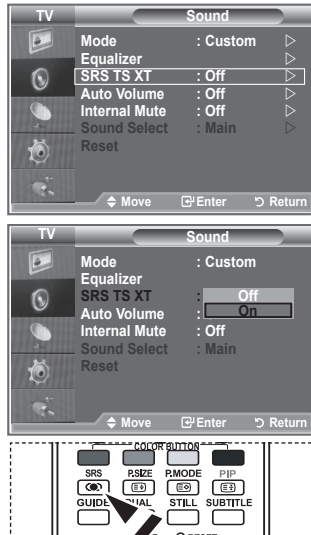 TV Sound
Mode : Custom
Equalizer
SRS TS XT : Off
Auto Volume : Off
Internal Mute : Off
Sound Select : Main
Reset
Move Enter Return
TV Sound
Mode : Custom
Equalizer
SRS TS XT : Off
Auto Volume : On
Internal Mute : Off
Sound Select : Main
Reset
Move Enter Return
COLOR BUTTON
SRS P.SIZE P.MODE PIP
GUIDE STILL SUBTITLE